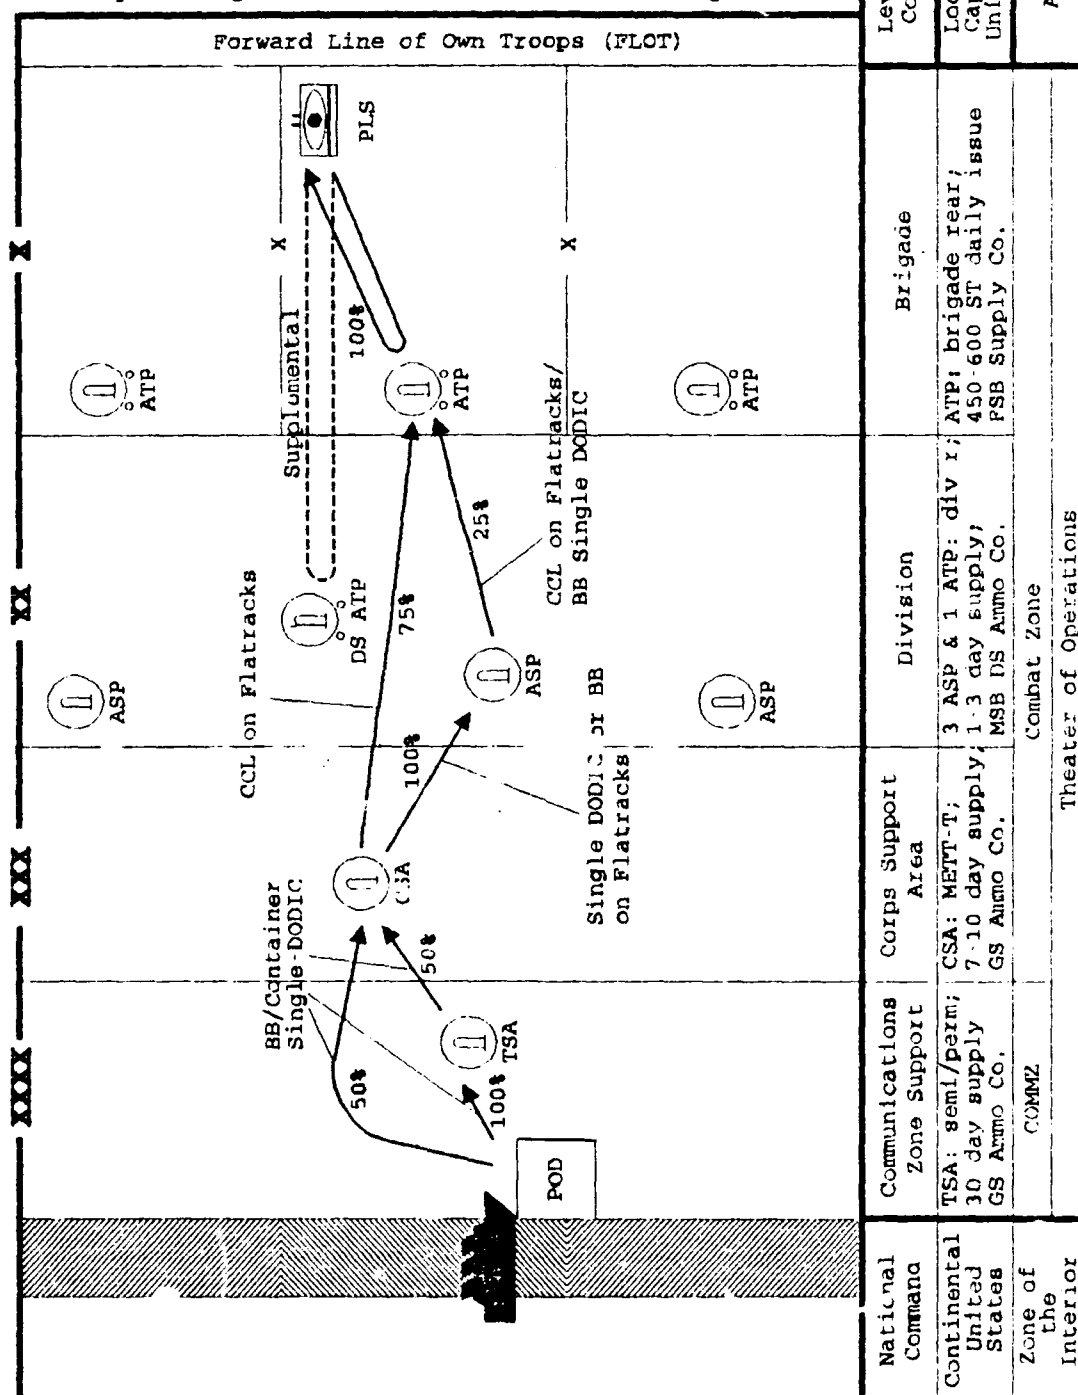 Forward Line of Own Troops (FLOT)
X
XX
XXX
XXXX
PLS
X
X
Supplemental
100%
ATP
ATP
ATP
CCL on Flatracks
75%
DS ATP
25%
CCL on Flatracks/
BB Single DODIC
ASP
ASP
ASP
100%
Single DODIC or BB
on Flatracks
CSA
BB/Container
Single-DODIC
50%
50%
TSA
100%
POD
National
Command
Communications
Zone Support
Corps Support
Area
Division
Brigade
Continental
United
States
TSA: semi/perm;
30 day supply
GS Ammo Co.
CSA: METT-T;
7-10 day supply;
GS Ammo Co.
3 ASP & 1 ATP: div r;
1-3 day supply;
MSB DS Ammo Co.
ATP: brigade rear;
450-600 ST daily issue
FSB Supply Co.
Zone of
the
Interior
COMMZ
Combat Zone
Theater of Operations